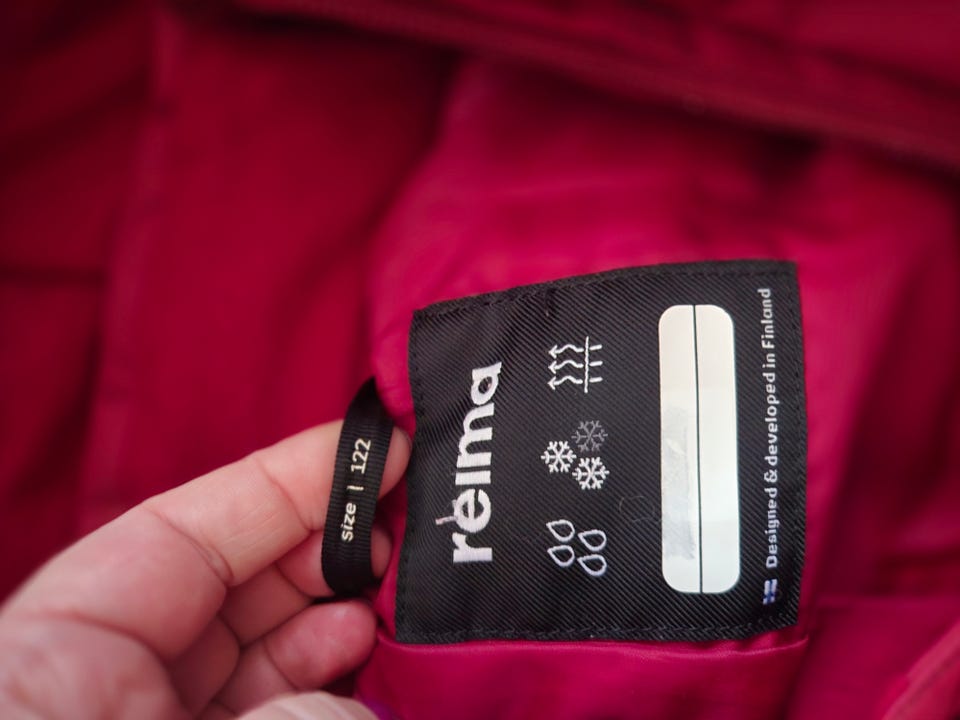 size | 122
reima
Designed & developed in Finland